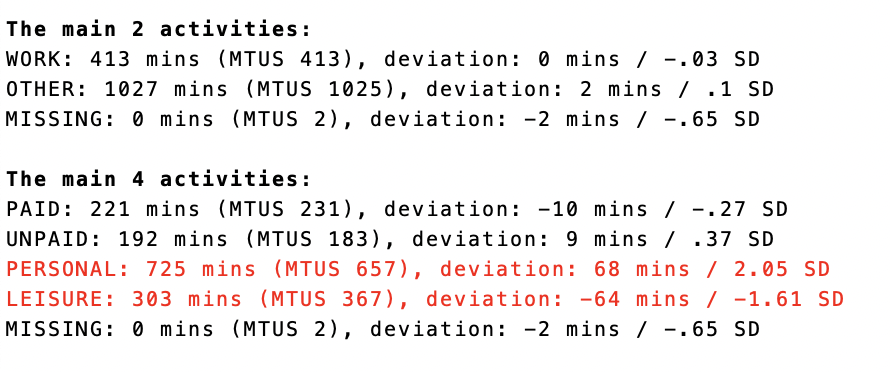 The main 2 activities:
WORK: 413 mins (MTUS 413), deviation: 0 mins / -.03 SD
OTHER: 1027 mins (MTUS 1025), deviation: 2 mins / .1 SD
MISSING: 0 mins (MTUS 2), deviation: -2 mins / -.65 SD
The main 4 activities:
PAID: 221 mins (MTUS 231), deviation: -10 mins / -.27 SD
UNPAID: 192 mins (MTUS 183), deviation: 9 mins / .37 SD
PERSONAL: 725 mins (MTUS 657), deviation: 68 mins / 2.05 SD
LEISURE: 303 mins (MTUS 367), deviation: -64 mins / -1.61 SD
MISSING: 0 mins (MTUS 2), deviation: -2 mins / -.65 SD